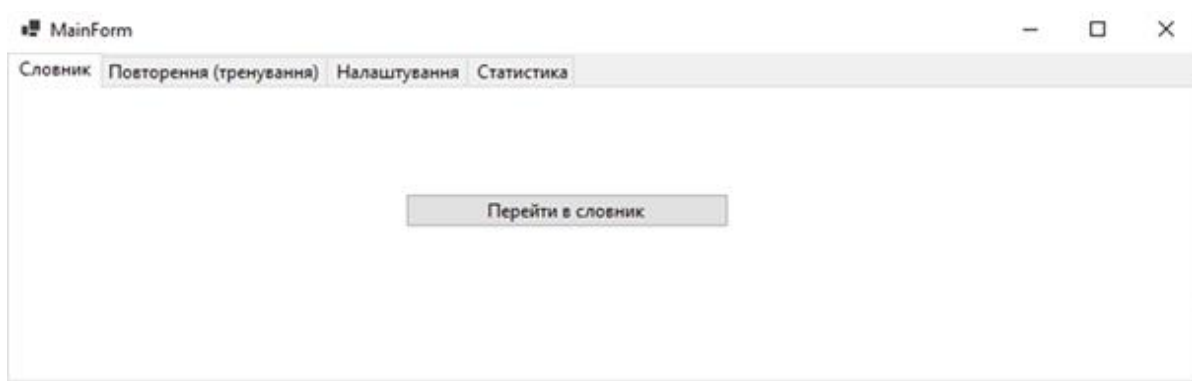 MainForm
Словник Повторення (тренування) Налаштування Статистика
Перейти в словник